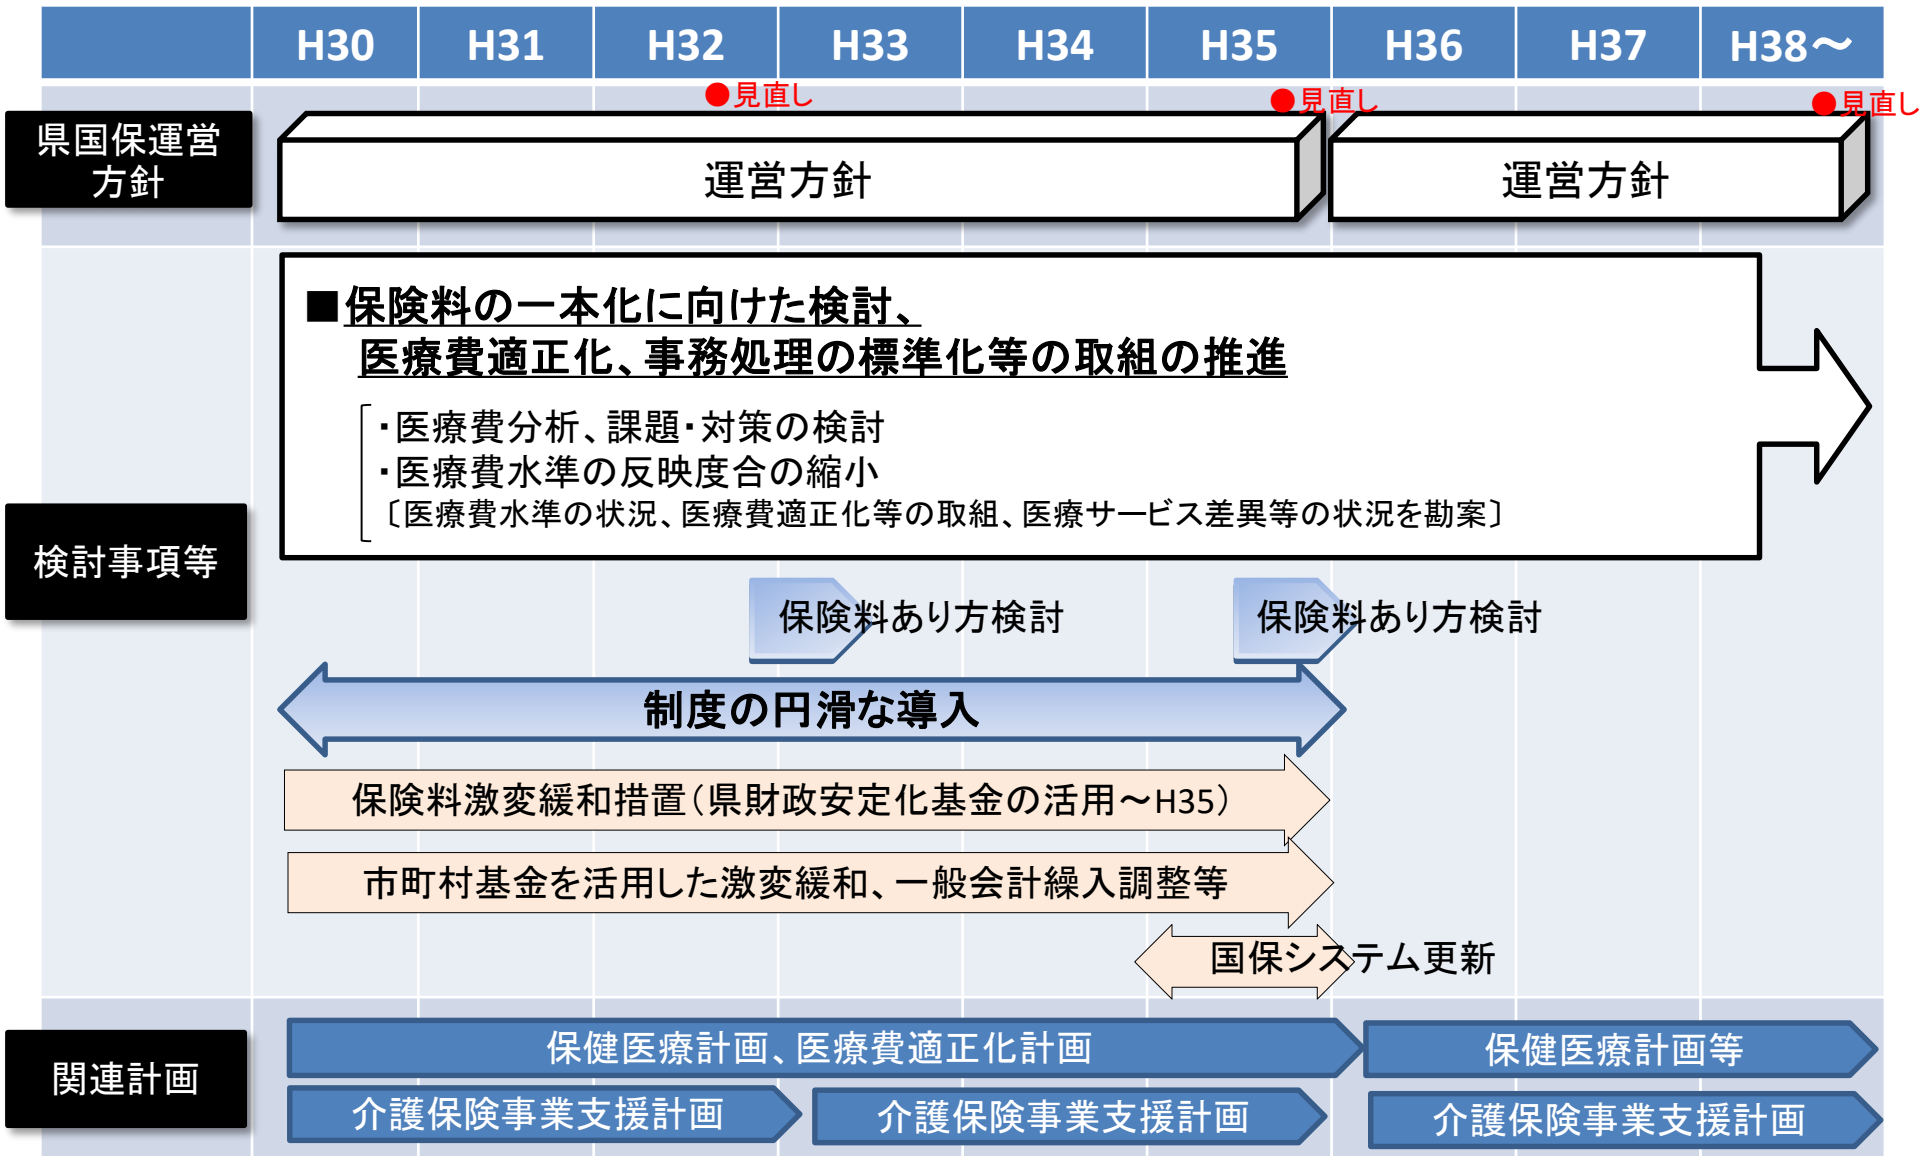 H30 H31 H32 H33 H34 H35 H36 H37 H38～
●見直し ●見直し ●見直し
県国保運営
方針
運営方針 運営方針
■保険料の一本化に向けた検討、
医療費適正化、事務処理の標準化等の取組の推進
・医療費分析、課題・対策の検討
・医療費水準の反映度合の縮小
〔医療費水準の状況、医療費適正化等の取組、医療サービス差異等の状況を勘案〕
検討事項等
保険料あり方検討 保険料あり方検討
制度の円滑な導入
保険料激変緩和措置（県財政安定化基金の活用～H35）
市町村基金を活用した激変緩和、一般会計繰入調整等
国保システム更新
関連計画
保健医療計画、医療費適正化計画 保健医療計画等
介護保険事業支援計画 介護保険事業支援計画 介護保険事業支援計画